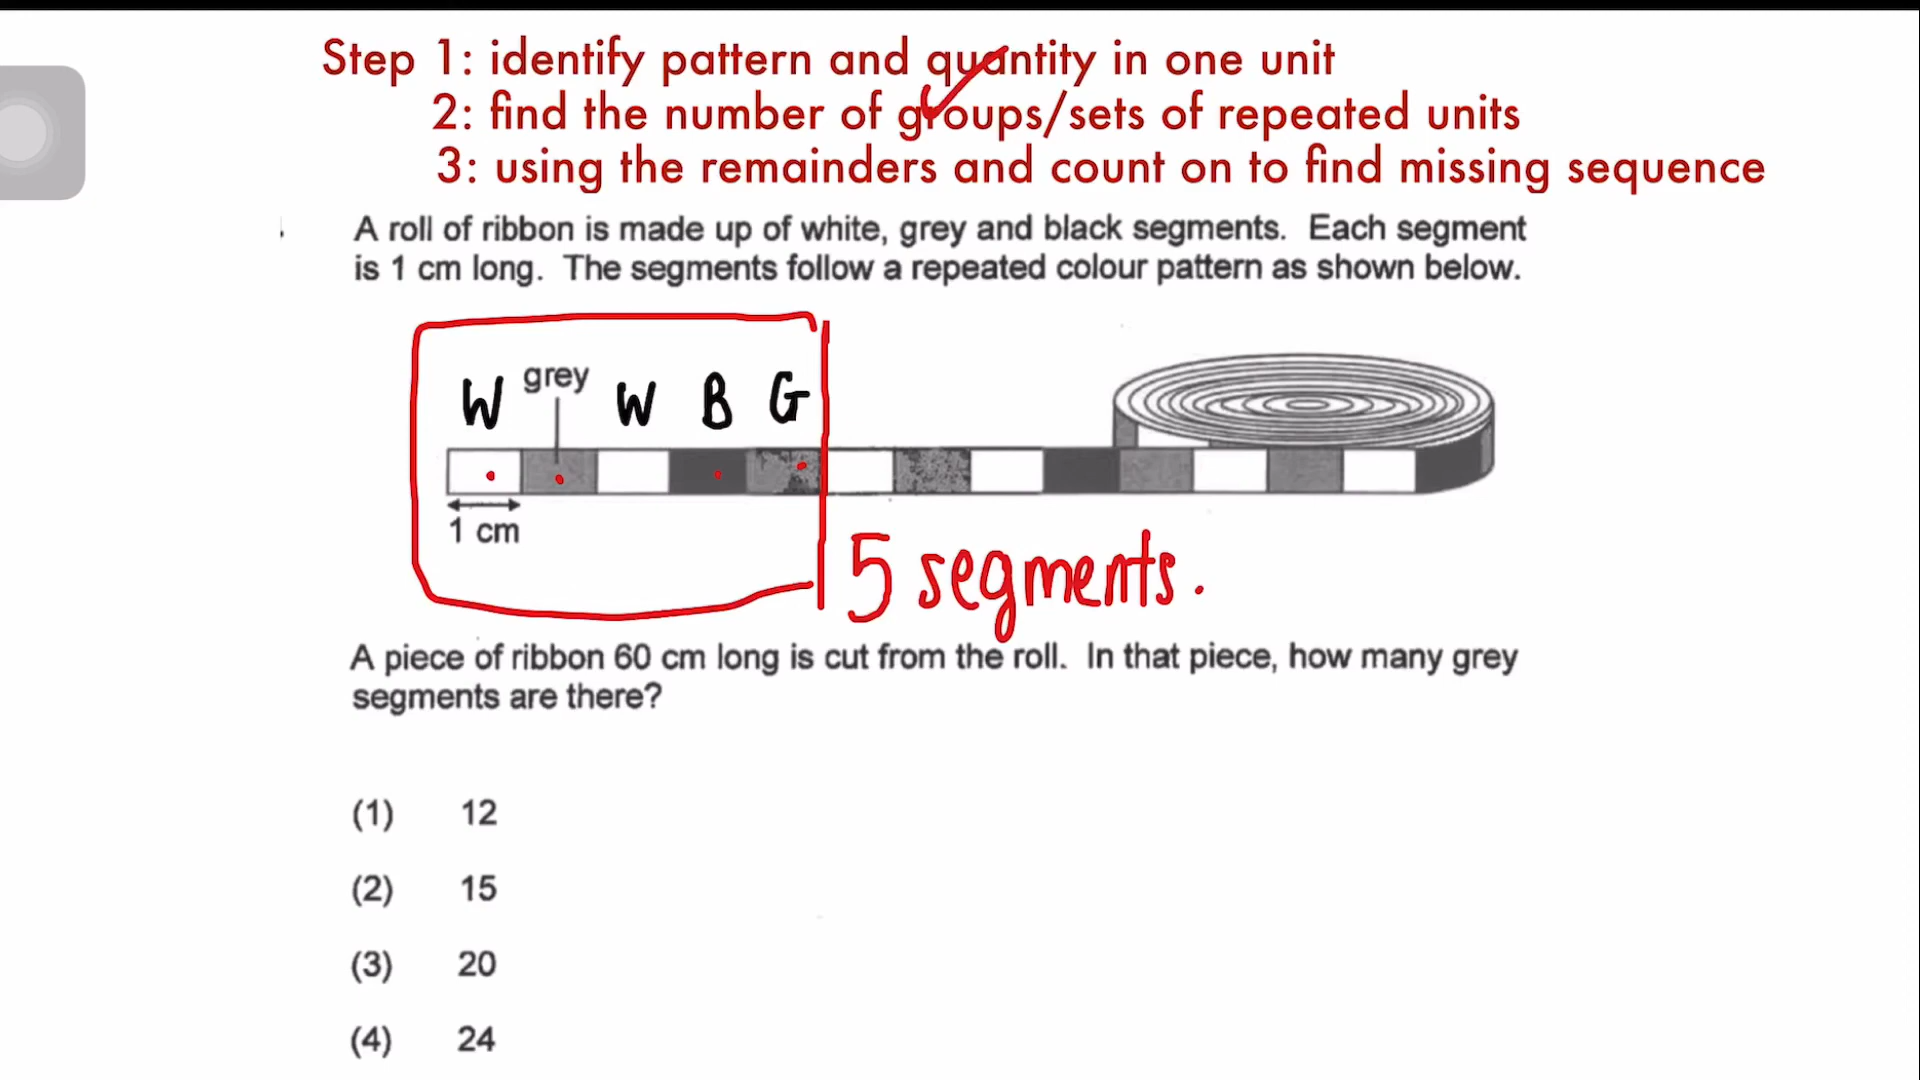 Step 1: identify pattern and quantity in one unit
2: find the number of groups/sets of repeated units
3: using the remainders and count on to find missing sequence
A roll of ribbon is made up of white, grey and black segments. Each segment
is 1 cm long. The segments follow a repeated colour pattern as shown below.
W grey W B G
1 cm
5 segments.
A piece of ribbon 60 cm long is cut from the roll. In that piece, how many grey
segments are there?
(1) 12
(2) 15
(3) 20
(4) 24